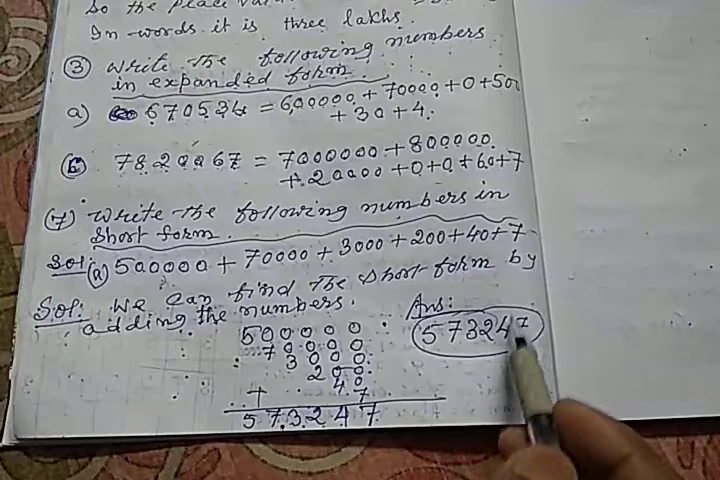 So the place
In words it is three lakhs.
③ Write the following numbers
in expanded form.
a) 670534 = 600000 + 70000 + 0 + 500
+ 30 + 4.
ⓑ 7820067 = 7000000 + 800000
+ 20000 + 0 + 0 + 60 + 7
⑦ Write the following numbers in
short form.
Sol: ⓐ 500000 + 70000 + 3000 + 200 + 40 + 7
Sol: We can find the short form by
adding the numbers.
Ans:
573247
500000
70000
3000
200
40
+ 7
573247